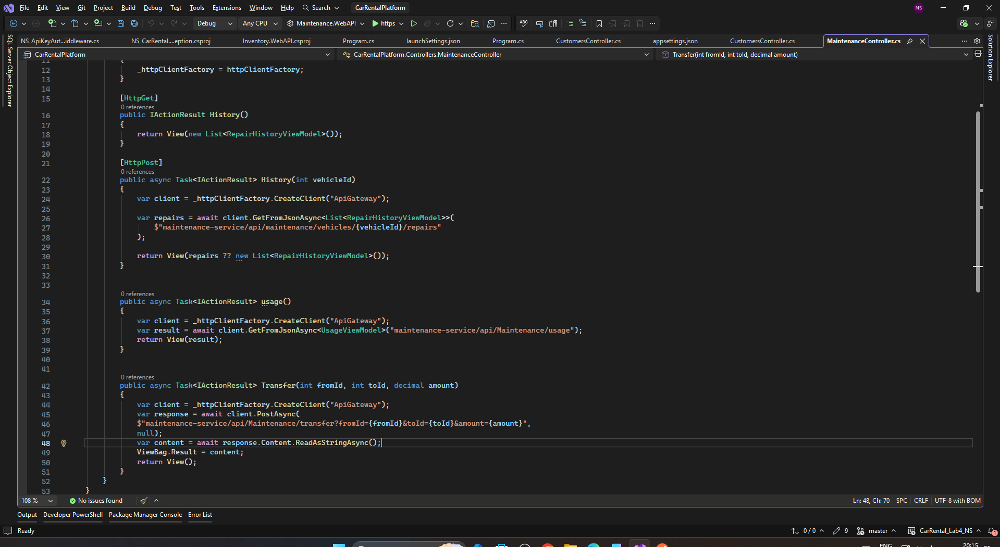 File Edit View Git Project Build Debug Test Tools Extensions Window Help Search CarRentalPlatform NS
Debug Any CPU Maintenance.WebAPI https
NS_ApiKeyAut...iddleware.cs NS_CarRental....eption.csproj Inventory.WebAPI.csproj Program.cs launchSettings.json Program.cs CustomersController.cs appsettings.json CustomersController.cs MaintenanceController.cs
SQL Server Object Explorer
Solution Explorer
CarRentalPlatform CarRentalPlatform.Controllers.MaintenanceController Transfer(int fromId, int toId, decimal amount)
11 {
12 _httpClientFactory = httpClientFactory;
13 }
14
15 [HttpGet]
0 references
16 public IActionResult History()
17 {
18 return View(new List<RepairHistoryViewModel>());
19 }
20
21 [HttpPost]
0 references
22 public async Task<IActionResult> History(int vehicleId)
23 {
24 var client = _httpClientFactory.CreateClient("ApiGateway");
25
26 var repairs = await client.GetFromJsonAsync<List<RepairHistoryViewModel>>(
27 $"maintenance-service/api/maintenance/vehicles/{vehicleId}/repairs"
28 );
29
30 return View(repairs ?? new List<RepairHistoryViewModel>());
31 }
32
33
0 references
34 public async Task<IActionResult> usage()
35 {
36 var client = _httpClientFactory.CreateClient("ApiGateway");
37 var result = await client.GetFromJsonAsync<UsageViewModel>("maintenance-service/api/Maintenance/usage");
38 return View(result);
39 }
40
41
0 references
42 public async Task<IActionResult> Transfer(int fromId, int toId, decimal amount)
43 {
44 var client = _httpClientFactory.CreateClient("ApiGateway");
45 var response = await client.PostAsync(
46 $"maintenance-service/api/Maintenance/transfer?fromId={fromId}&toId={toId}&amount={amount}",
47 null);
48 var content = await response.Content.ReadAsStringAsync();
49 ViewBag.Result = content;
50 return View();
51 }
52 }
53 }
108 % No issues found Ln: 48, Ch: 70 SPC CRLF UTF-8 with BOM
Output Developer PowerShell Package Manager Console Error List
Ready 0 / 0 9 master CarRental_Lab4_NS 1
ENG 20:15